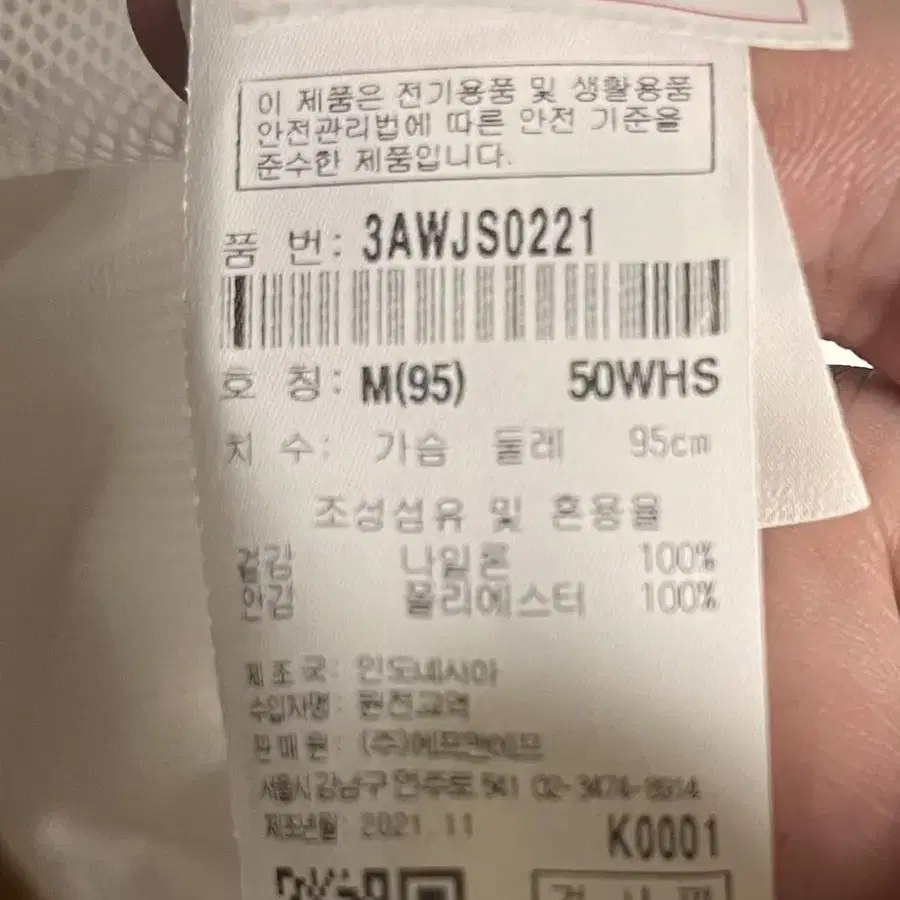 이 제품은 전기용품 및 생활용품
안전관리법에 따른 안전 기준을
준수한 제품입니다.
품 번: 3AWJS0221
호 칭: M(95) 50WHS
치 수: 가슴 둘레 95cm
조성섬유 및 혼용율
겉감 나일론 100%
안감 폴리에스터 100%
제조국: 인도네시아
수입자명: 원천교역
판매원: (주)에프앤에프
서울시 강남구 언주로 541 02-3474-8914
제조년월 2021.11
K0001